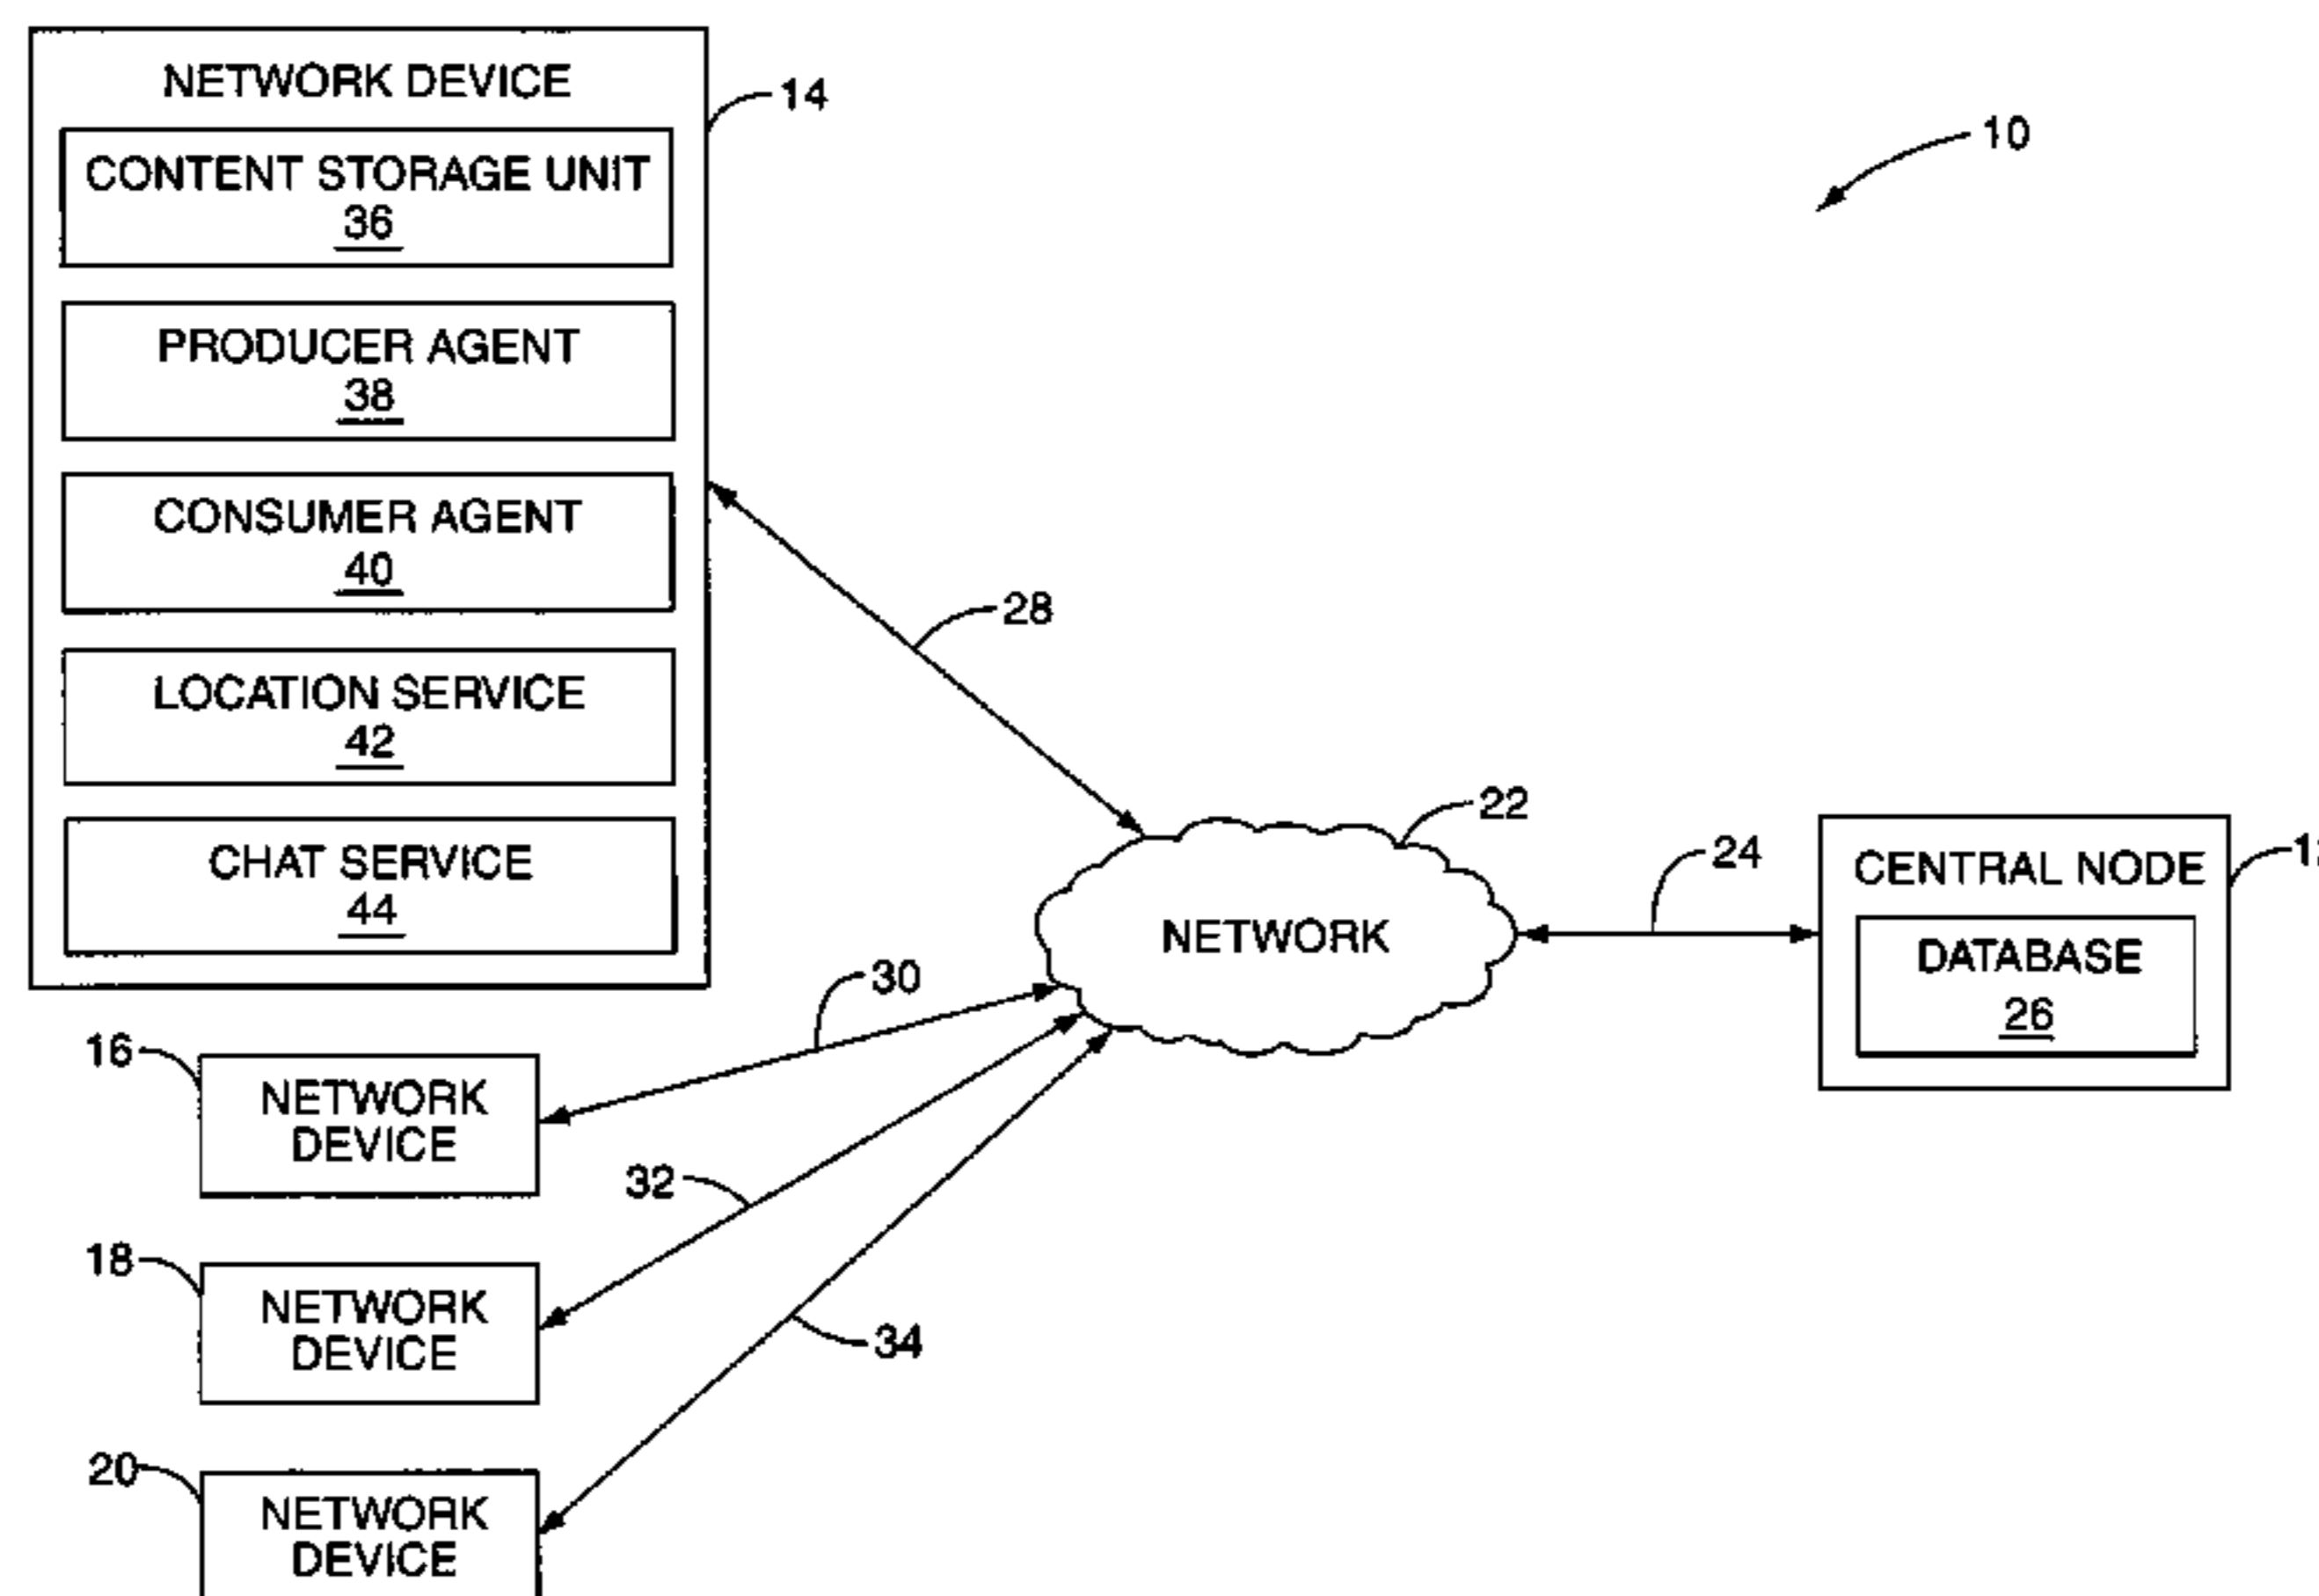 NETWORK DEVICE
14
CONTENT STORAGE UNIT
36
PRODUCER AGENT
38
CONSUMER AGENT
40
LOCATION SERVICE
42
CHAT SERVICE
44
10
28
22
NETWORK
24
CENTRAL NODE
DATABASE
26
30
16
NETWORK
DEVICE
32
18
NETWORK
DEVICE
34
20
NETWORK
DEVICE